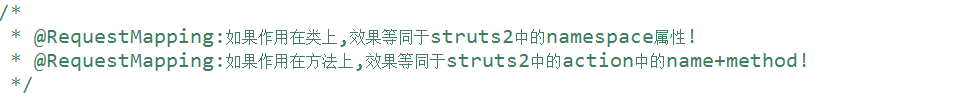 /*
* @RequestMapping:如果作用在类上,效果等同于struts2中的namespace属性!
* @RequestMapping:如果作用在方法上,效果等同于struts2中的action中的name+method!
*/